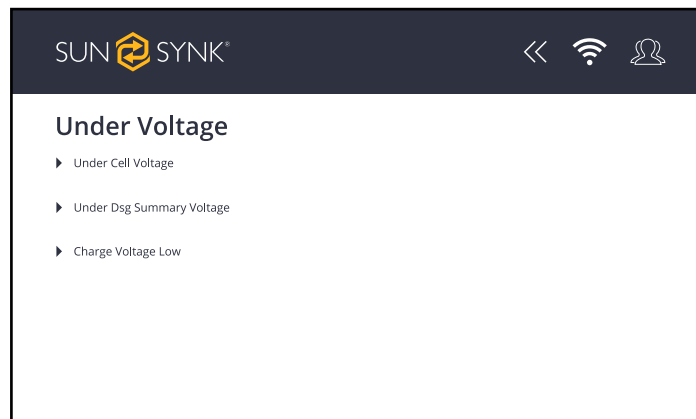 SUN SYNK®
Under Voltage
Under Cell Voltage
Under Dsg Summary Voltage
Charge Voltage Low